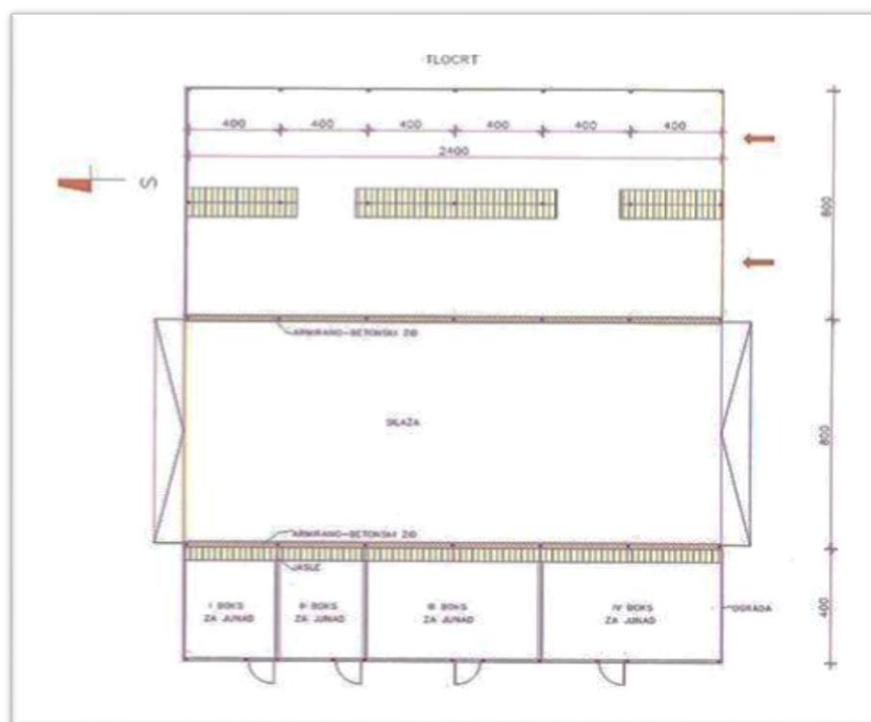 TLOCRT
400 400 400 400 400 400
2400
S
800
ARMIRANO-BETONSKI ZID
SILAŽA
800
ARMIRANO-BETONSKI ZID
JASLE
I BOKS
ZA JUNAD
II BOKS
ZA JUNAD
III BOKS
ZA JUNAD
IV BOKS
ZA JUNAD
OGRADA
400